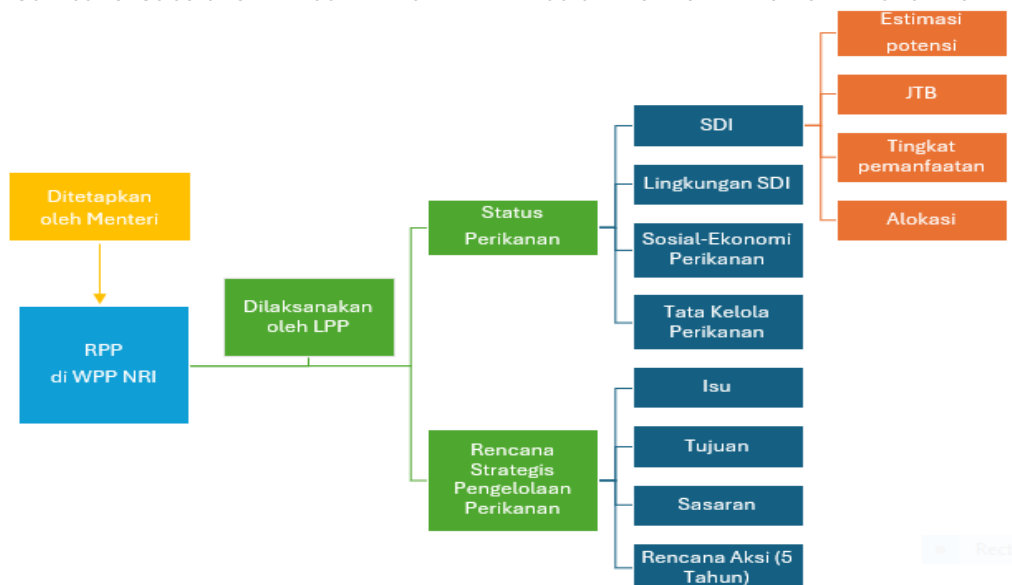 Estimasi
potensi
JTB
SDI
Tingkat
pemanfaatan
Lingkungan SDI
Ditetapkan
oleh Menteri
Status
Perikanan
Alokasi
Sosial-Ekonomi
Perikanan
Dilaksanakan
oleh LPP
Tata Kelola
Perikanan
RPP
di WPP NRI
Isu
Rencana
Strategis
Pengelolaan
Perikanan
Tujuan
Sasaran
Rencana Aksi (5
Tahun)